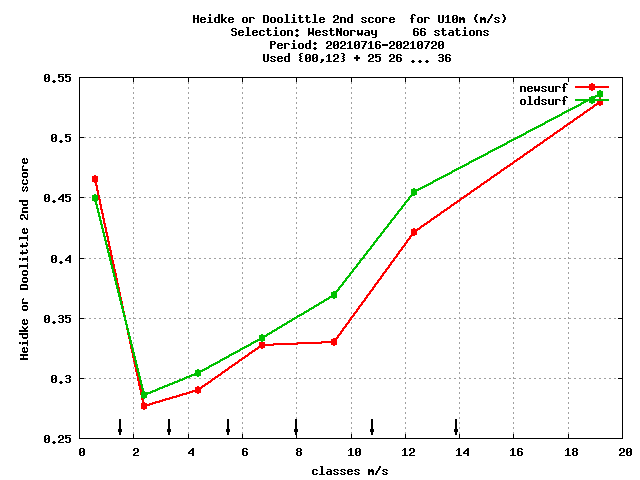 Heidke or Doolittle 2nd score  for U10m (m/s)
Selection: WestNorway     66 stations
Period: 20210716-20210720
Used {00,12} + 25 26 ... 36
newsurf
oldsurf
0.55
0.5
0.45
0.4
0.35
0.3
0.25
Heidke or Doolittle 2nd score
0 2 4 6 8 10 12 14 16 18 20
classes m/s